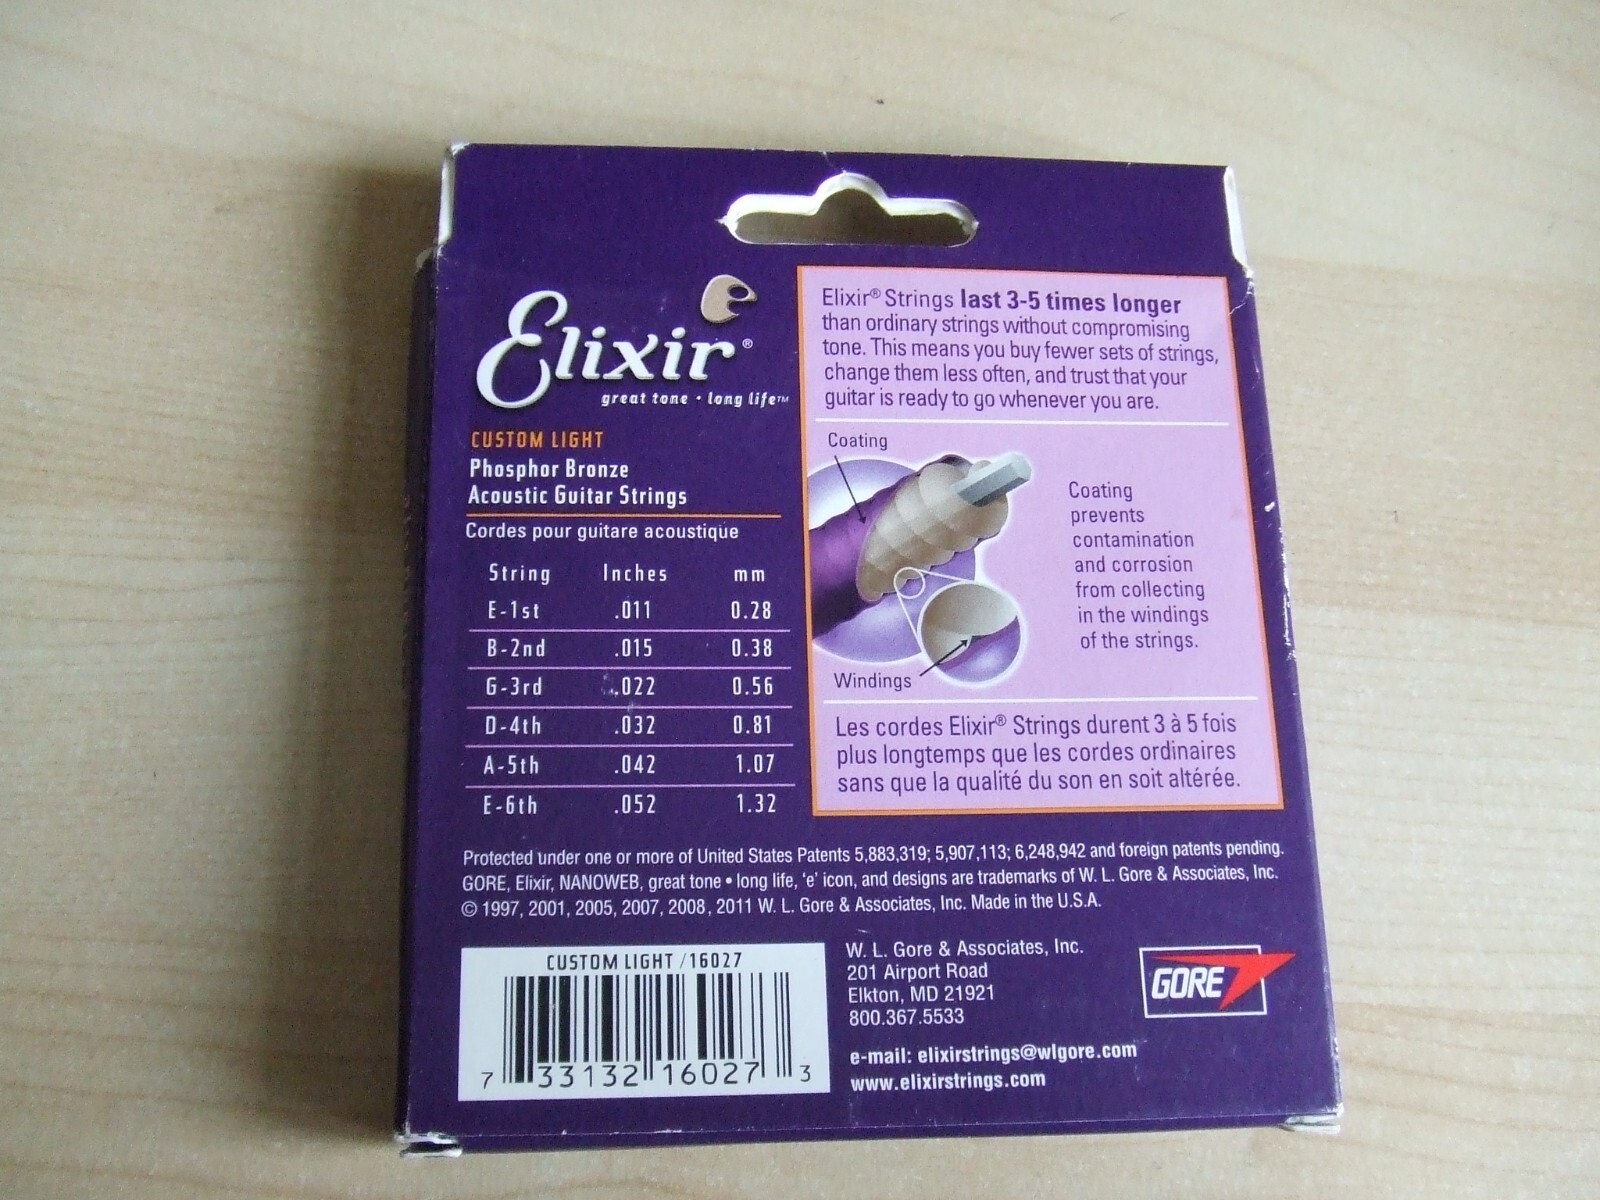 Elixir®
great tone • long life™
CUSTOM LIGHT
Phosphor Bronze
Acoustic Guitar Strings
Cordes pour guitare acoustique
String Inches mm
E-1st .011 0.28
B-2nd .015 0.38
G-3rd .022 0.56
D-4th .032 0.81
A-5th .042 1.07
E-6th .052 1.32
Elixir® Strings last 3-5 times longer
than ordinary strings without compromising
tone. This means you buy fewer sets of strings,
change them less often, and trust that your
guitar is ready to go whenever you are.
Coating
Windings
Coating
prevents
contamination
and corrosion
from collecting
in the windings
of the strings.
Les cordes Elixir® Strings durent 3 à 5 fois
plus longtemps que les cordes ordinaires
sans que la qualité du son en soit altérée.
Protected under one or more of United States Patents 5,883,319; 5,907,113; 6,248,942 and foreign patents pending.
GORE, Elixir, NANOWEB, great tone • long life, 'e' icon, and designs are trademarks of W. L. Gore & Associates, Inc.
© 1997, 2001, 2005, 2007, 2008, 2011 W. L. Gore & Associates, Inc. Made in the U.S.A.
CUSTOM LIGHT /16027
7 33132 16027 3
W. L. Gore & Associates, Inc.
201 Airport Road
Elkton, MD 21921
800.367.5533
e-mail: elixirstrings@wlgore.com
www.elixirstrings.com
GORE